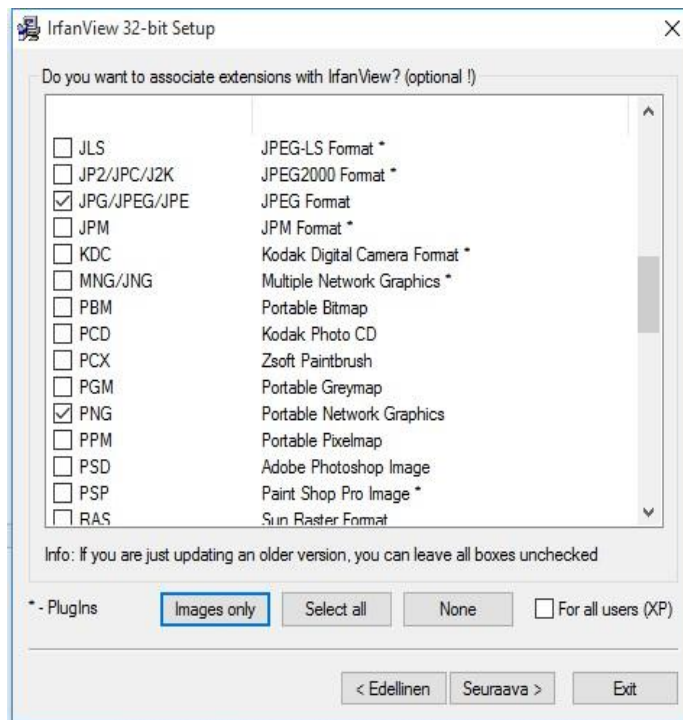 IrfanView 32-bit Setup
Do you want to associate extensions with IrfanView? (optional !)
JLS JPEG-LS Format *
JP2/JPC/J2K JPEG2000 Format *
JPG/JPEG/JPE JPEG Format
JPM JPM Format *
KDC Kodak Digital Camera Format *
MNG/JNG Multiple Network Graphics *
PBM Portable Bitmap
PCD Kodak Photo CD
PCX Zsoft Paintbrush
PGM Portable Greymap
PNG Portable Network Graphics
PPM Portable Pixelmap
PSD Adobe Photoshop Image
PSP Paint Shop Pro Image *
RAS Sun Raster Format
Info: If you are just updating an older version, you can leave all boxes unchecked
* - PlugIns Images only Select all None For all users (XP)
< Edellinen Seuraava > Exit